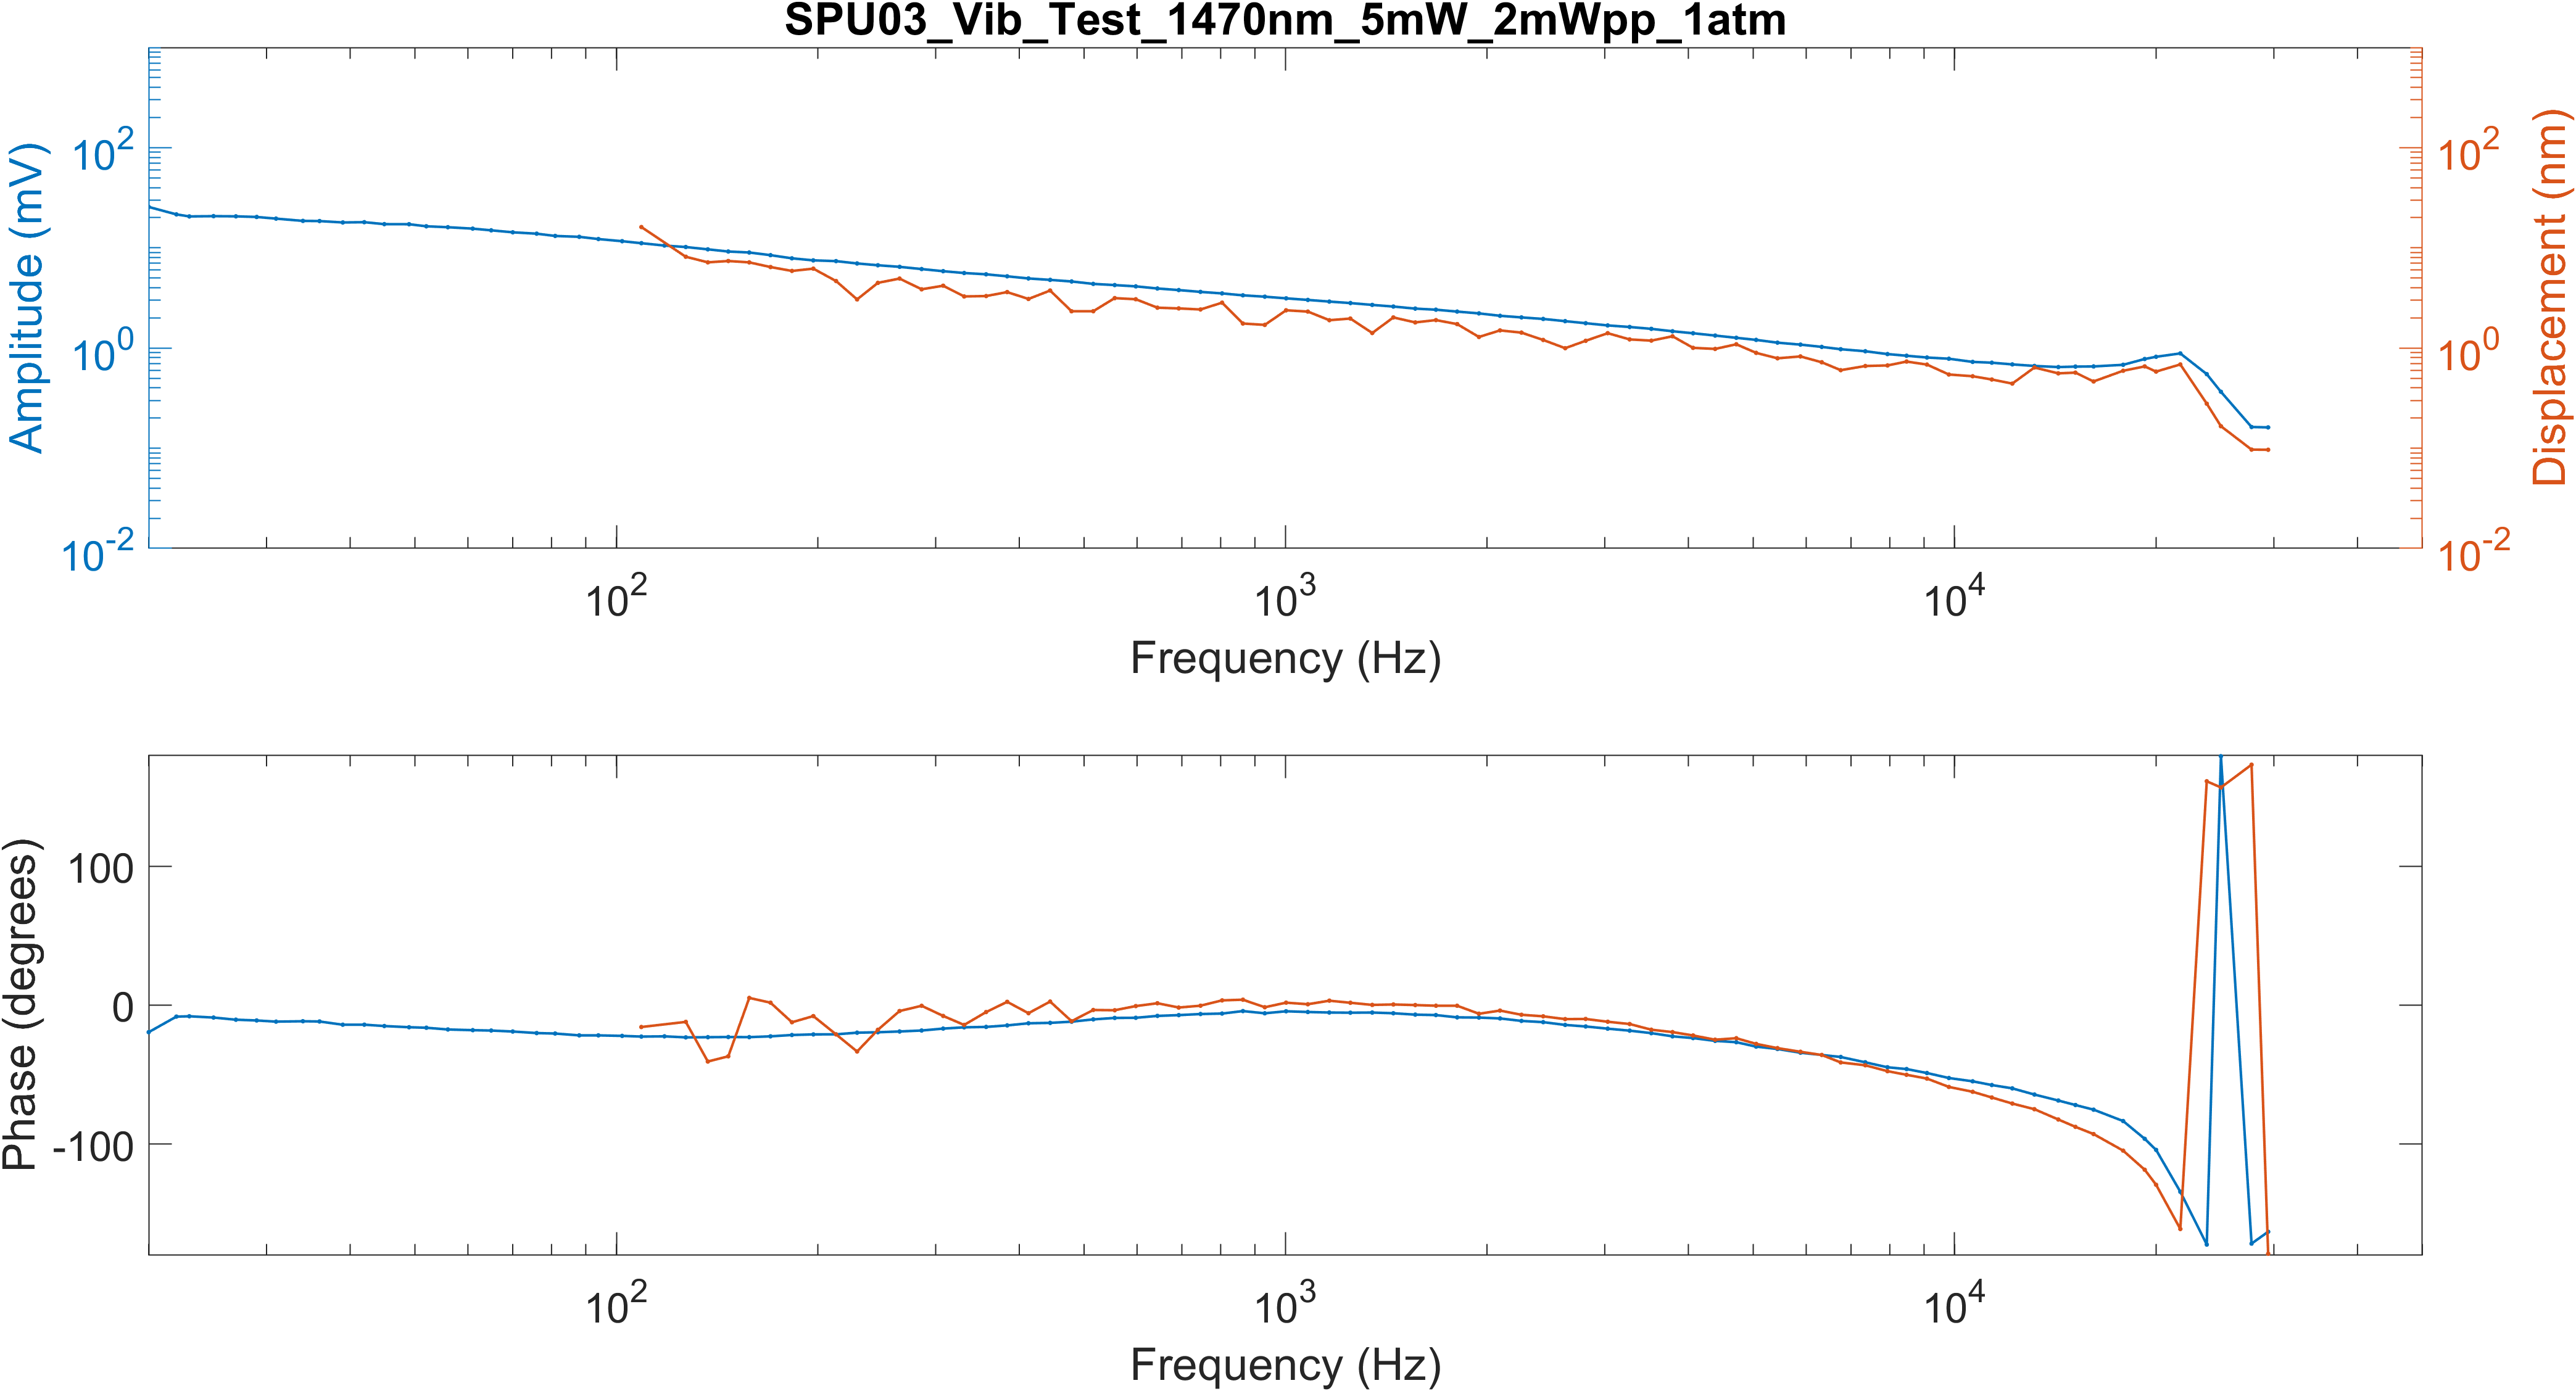 SPU03_Vib_Test_1470nm_5mW_2mWpp_1atm
Amplitude (mV)
10^2
10^0
10^-2
Displacement (nm)
10^2
10^0
10^-2
10^2 10^3 10^4
Frequency (Hz)
Phase (degrees)
100
0
-100
10^2 10^3 10^4
Frequency (Hz)